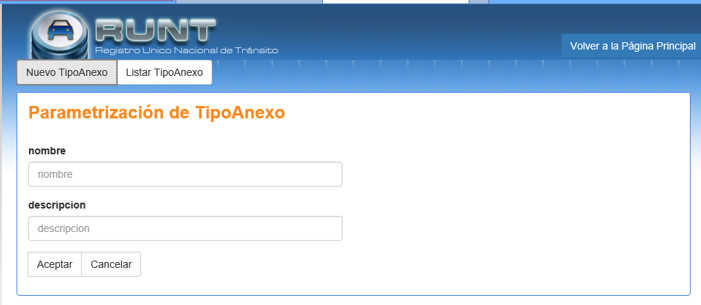 RUNT
Registro Unico Nacional de Tránsito
Volver a la Página Principal
Nuevo TipoAnexo Listar TipoAnexo
Parametrización de TipoAnexo
nombre
nombre
descripcion
descripcion
Aceptar Cancelar